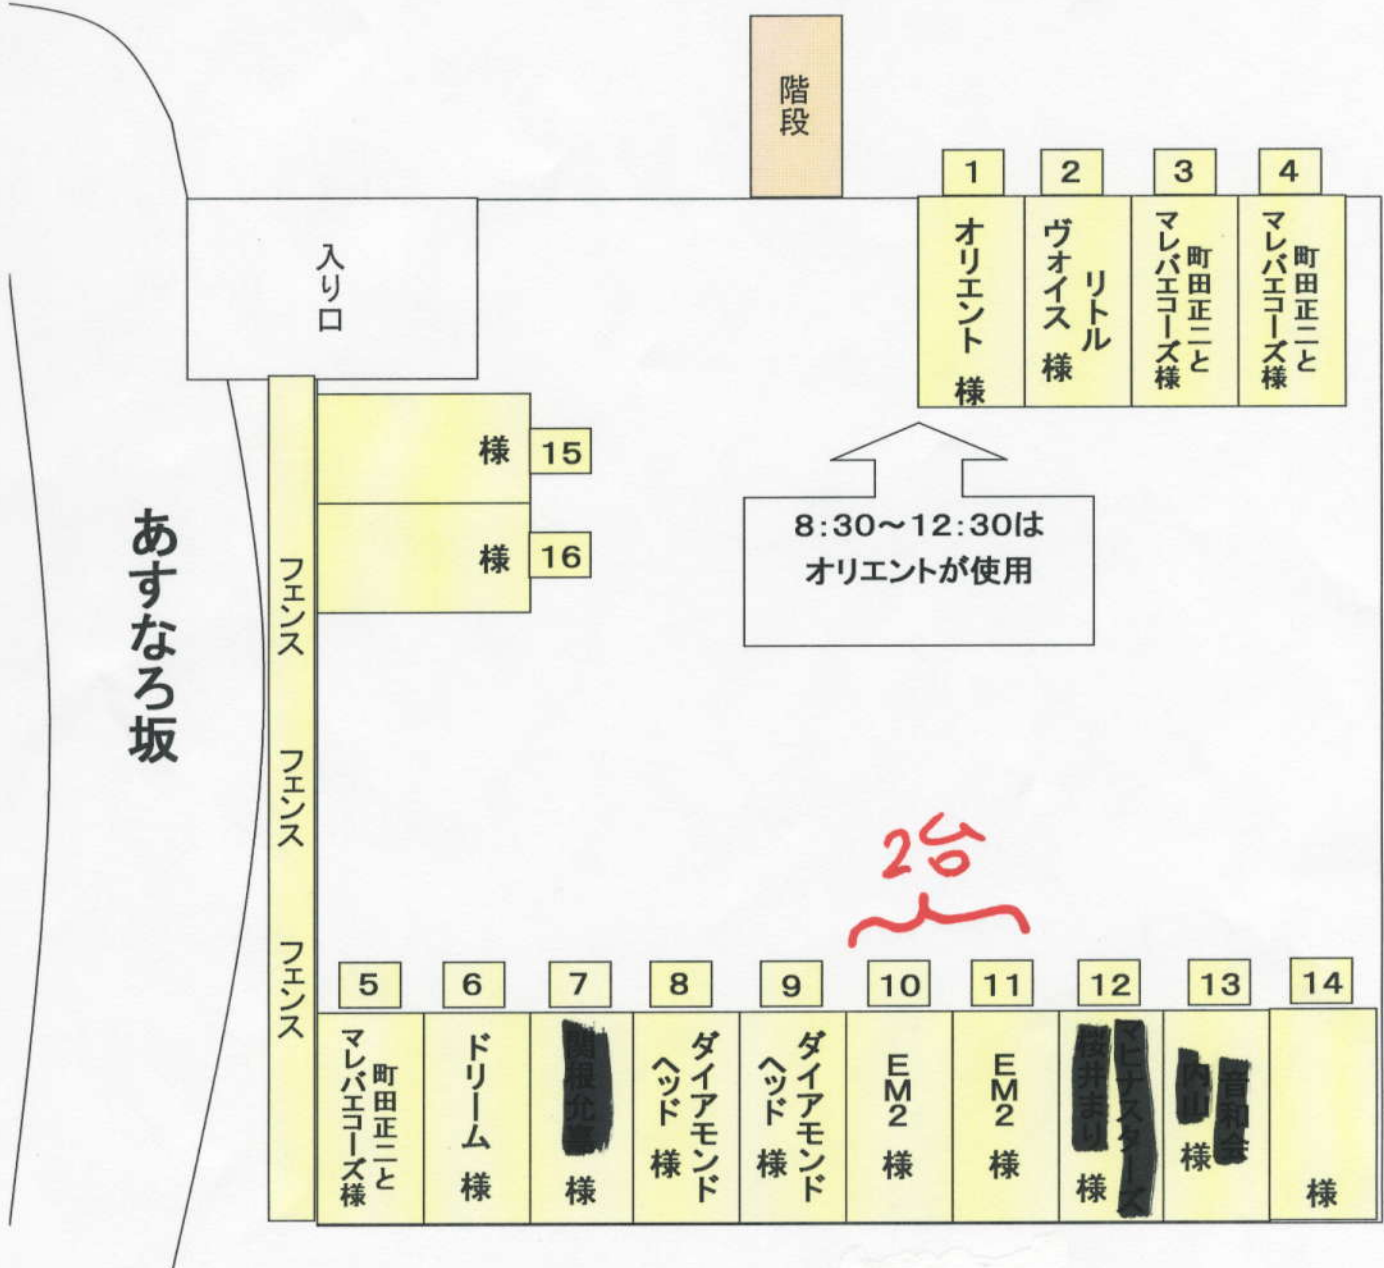 階段
1
2
3
4
オリエント 様
リトル
ヴォイス 様
町田正二と
マレバエコーズ様
町田正二と
マレバエコーズ様
入り口
様
15
様
16
8:30～12:30は
オリエントが使用
あすなろ坂
フェンス
フェンス
フェンス
2台
5
6
7
8
9
10
11
12
13
14
町田正二と
マレバエコーズ様
ドリーム 様
様
ダイアモンド
ヘッド 様
ダイアモンド
ヘッド 様
EM2 様
EM2 様
様
様
様